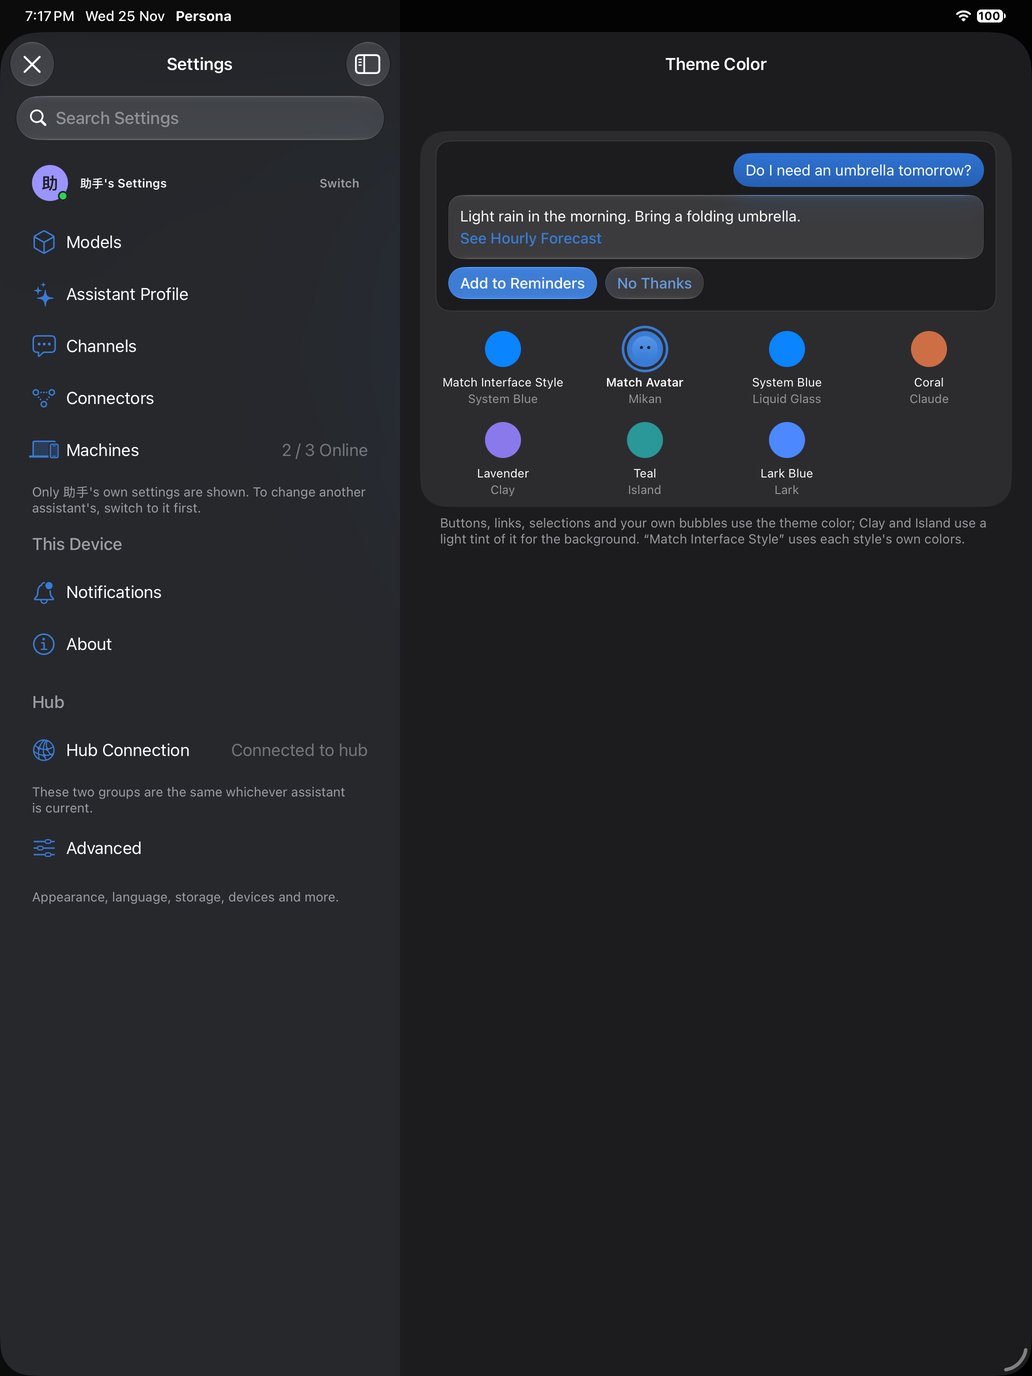 7:17 PM Wed 25 Nov Persona
100
Settings
Search Settings
助
助手's Settings
Switch
Models
Assistant Profile
Channels
Connectors
Machines
2 / 3 Online
Only 助手's own settings are shown. To change another
assistant's, switch to it first.
This Device
Notifications
About
Hub
Hub Connection
Connected to hub
These two groups are the same whichever assistant
is current.
Advanced
Appearance, language, storage, devices and more.
Theme Color
Do I need an umbrella tomorrow?
Light rain in the morning. Bring a folding umbrella.
See Hourly Forecast
Add to Reminders
No Thanks
Match Interface Style
System Blue
Match Avatar
Mikan
System Blue
Liquid Glass
Coral
Claude
Lavender
Clay
Teal
Island
Lark Blue
Lark
Buttons, links, selections and your own bubbles use the theme color; Clay and Island use a
light tint of it for the background. “Match Interface Style” uses each style's own colors.